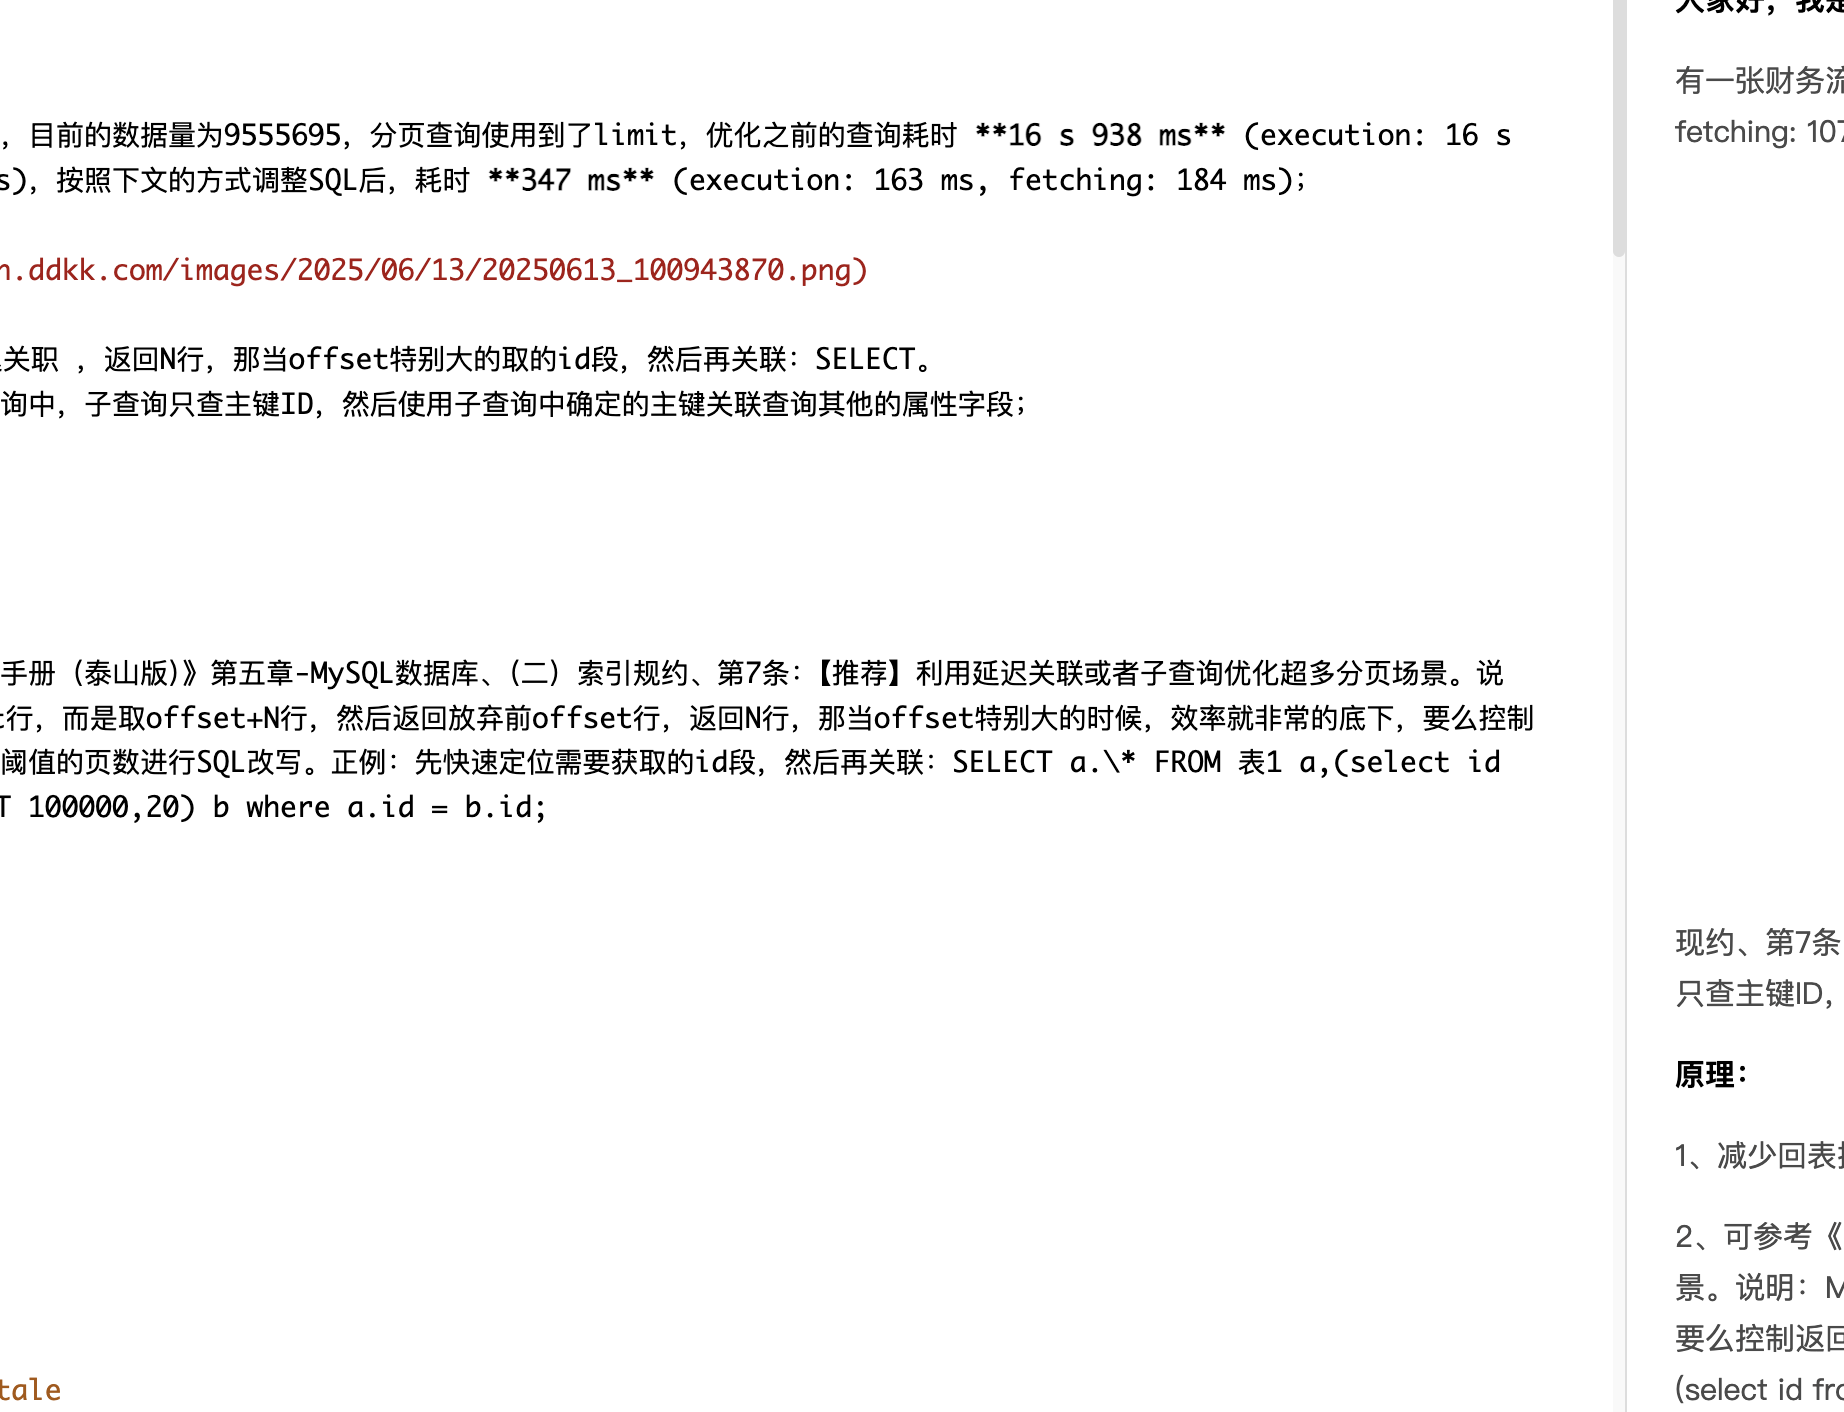 ，目前的数据量为9555695，分页查询使用到了limit，优化之前的查询耗时 **16 s 938 ms** (execution: 16 s
s)，按照下文的方式调整SQL后，耗时 **347 ms** (execution: 163 ms, fetching: 184 ms)；
n.ddkk.com/images/2025/06/13/20250613_100943870.png)
关职 ，返回N行，那当offset特别大的取的id段，然后再关联：SELECT。
询中，子查询只查主键ID，然后使用子查询中确定的主键关联查询其他的属性字段；
手册（泰山版）》第五章-MySQL数据库、（二）索引规约、第7条：【推荐】利用延迟关联或者子查询优化超多分页场景。说
t行，而是取offset+N行，然后返回放弃前offset行，返回N行，那当offset特别大的时候，效率就非常的底下，要么控制
阈值的页数进行SQL改写。正例：先快速定位需要获取的id段，然后再关联：SELECT a.\* FROM 表1 a,(select id
T 100000,20) b where a.id = b.id;
tale
大家好，我是
有一张财务流
fetching: 107
现约、第7条
只查主键ID，
原理：
1、减少回表
2、可参考《
景。说明：M
要么控制返回
(select id fro